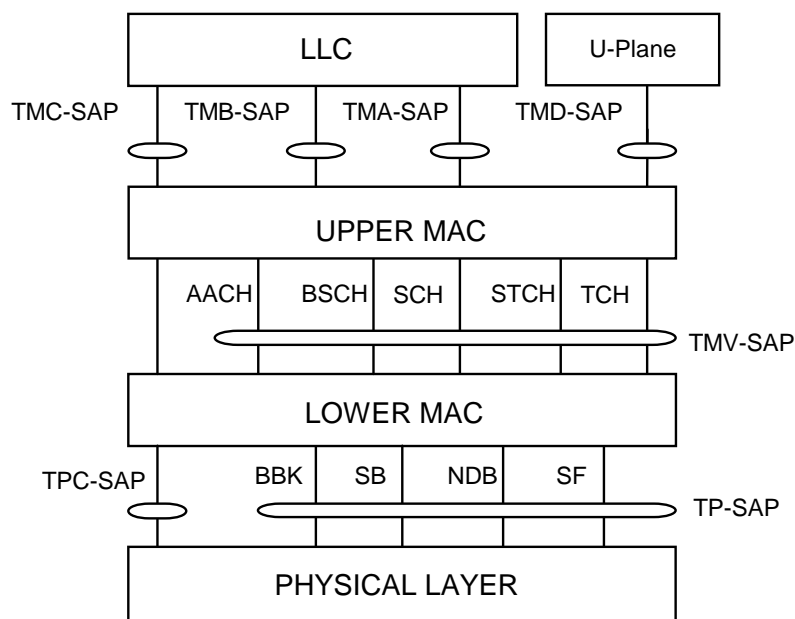 LLC
U-Plane
TMC-SAP
TMB-SAP
TMA-SAP
TMD-SAP
UPPER MAC
AACH
BSCH
SCH
STCH
TCH
TMV-SAP
LOWER MAC
TPC-SAP
BBK
SB
NDB
SF
TP-SAP
PHYSICAL LAYER